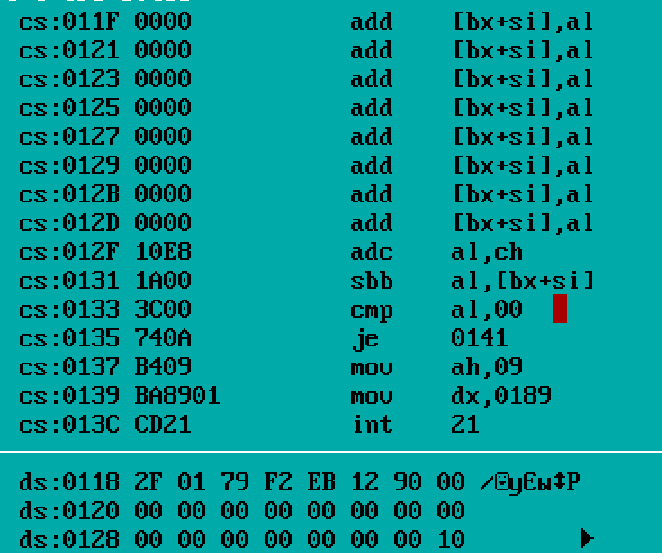 cs:011F 0000 add [bx+si],al
cs:0121 0000 add [bx+si],al
cs:0123 0000 add [bx+si],al
cs:0125 0000 add [bx+si],al
cs:0127 0000 add [bx+si],al
cs:0129 0000 add [bx+si],al
cs:012B 0000 add [bx+si],al
cs:012D 0000 add [bx+si],al
cs:012F 10E8 adc al,ch
cs:0131 1A00 sbb al,[bx+si]
cs:0133 3C00 cmp al,00
cs:0135 740A je 0141
cs:0137 B409 mov ah,09
cs:0139 BA8901 mov dx,0189
cs:013C CD21 int 21
ds:0118 2F 01 79 F2 EB 12 90 00 /☺yЄы↕Р
ds:0120 00 00 00 00 00 00 00 00
ds:0128 00 00 00 00 00 00 00 10 ►